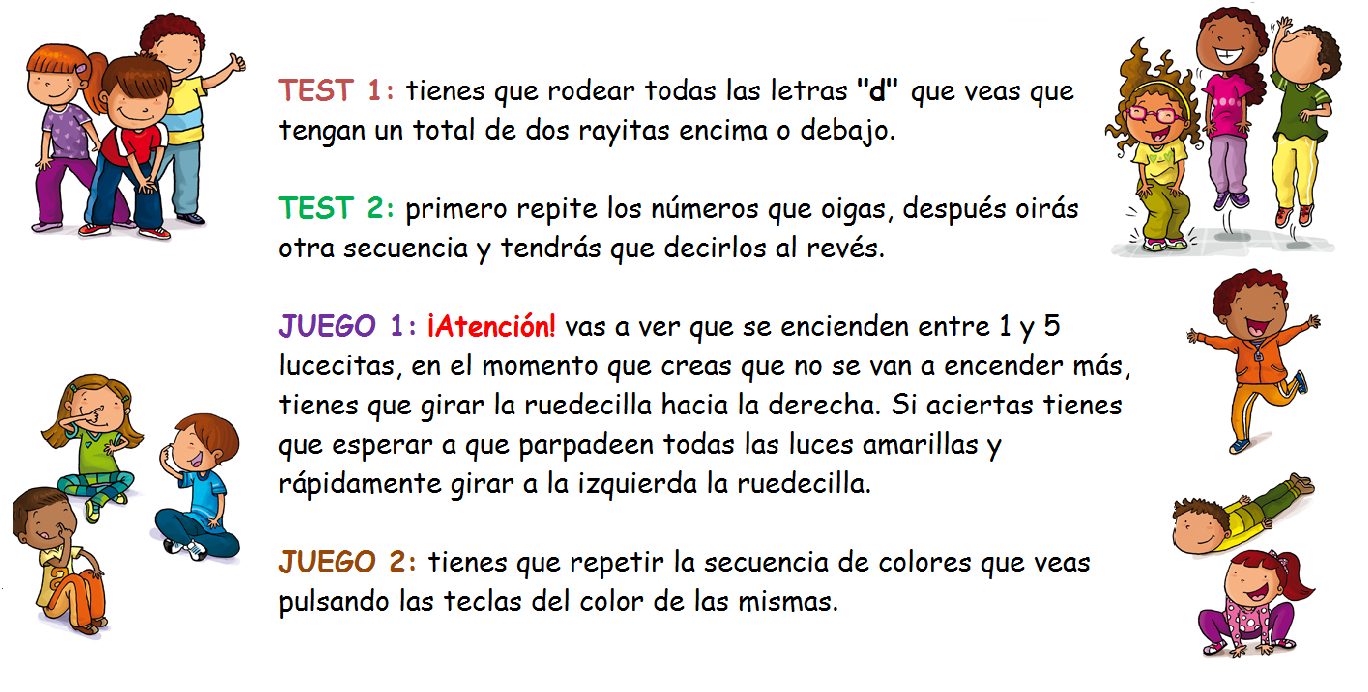 TEST 1: tienes que rodear todas las letras "d" que veas que
tengan un total de dos rayitas encima o debajo.
TEST 2: primero repite los números que oigas, después oirás
otra secuencia y tendrás que decirlos al revés.
JUEGO 1: ¡Atención! vas a ver que se encienden entre 1 y 5
lucecitas, en el momento que creas que no se van a encender más,
tienes que girar la ruedecilla hacia la derecha. Si aciertas tienes
que esperar a que parpadeen todas las luces amarillas y
rápidamente girar a la izquierda la ruedecilla.
JUEGO 2: tienes que repetir la secuencia de colores que veas
pulsando las teclas del color de las mismas.